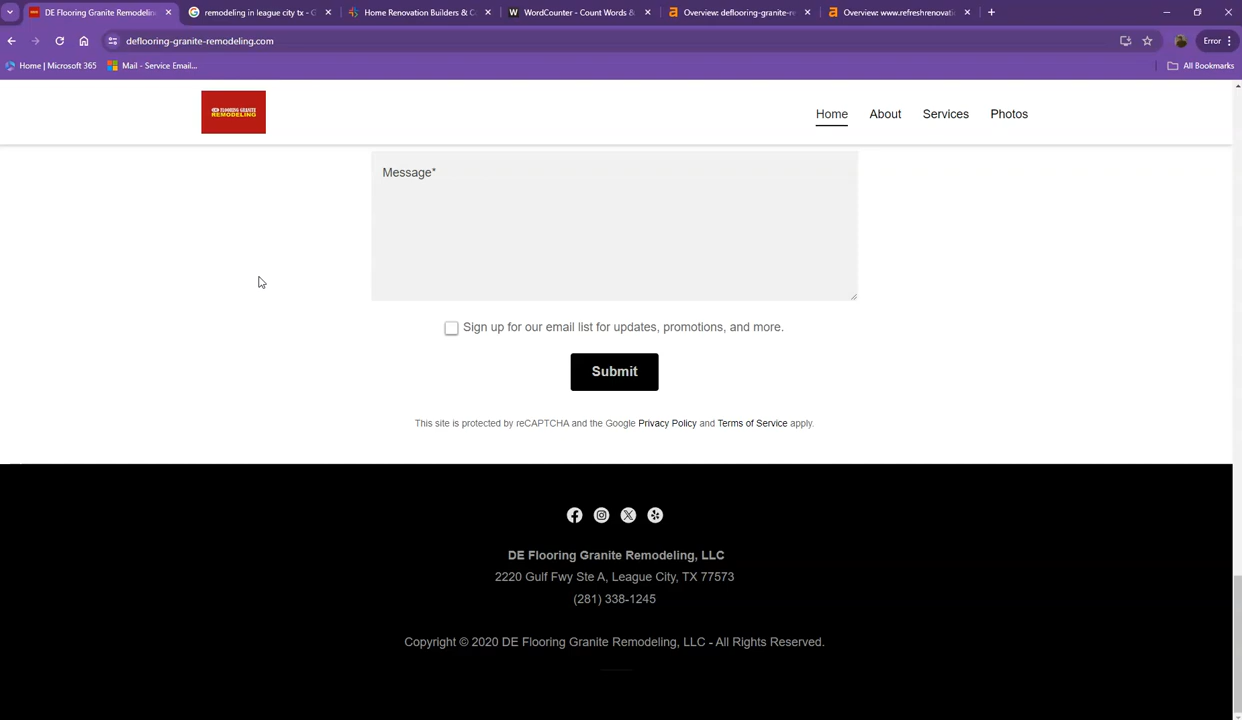 DE Flooring Granite Remodelin
remodeling in league city tx - G
Home Renovation Builders & C
WordCounter - Count Words &
Overview: deflooring-granite-re
Overview: www.refreshrenovati
deflooring-granite-remodeling.com
Error
Home | Microsoft 365
Mail - Service Email...
All Bookmarks
FLOORING GRANITE
REMODELING
Home
About
Services
Photos
Message*
Sign up for our email list for updates, promotions, and more.
Submit
This site is protected by reCAPTCHA and the Google Privacy Policy and Terms of Service apply.
DE Flooring Granite Remodeling, LLC
2220 Gulf Fwy Ste A, League City, TX 77573
(281) 338-1245
Copyright © 2020 DE Flooring Granite Remodeling, LLC - All Rights Reserved.